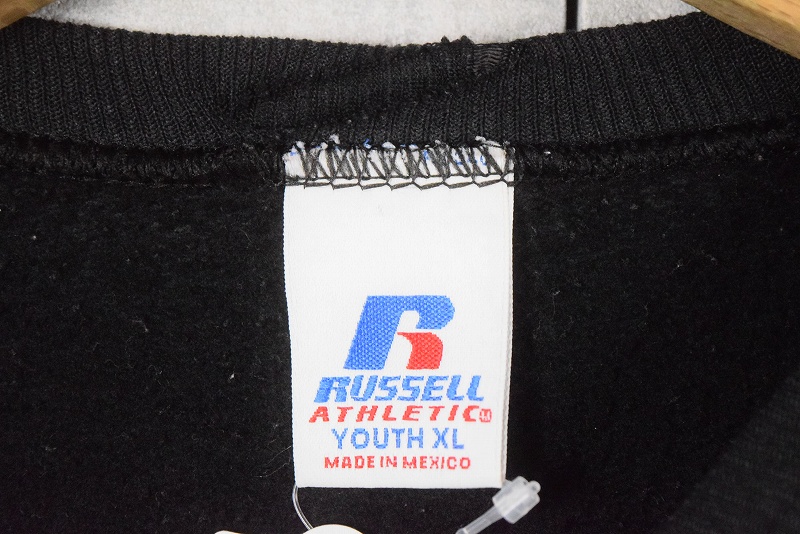 RUSSELL
ATHLETIC
YOUTH XL
MADE IN MEXICO